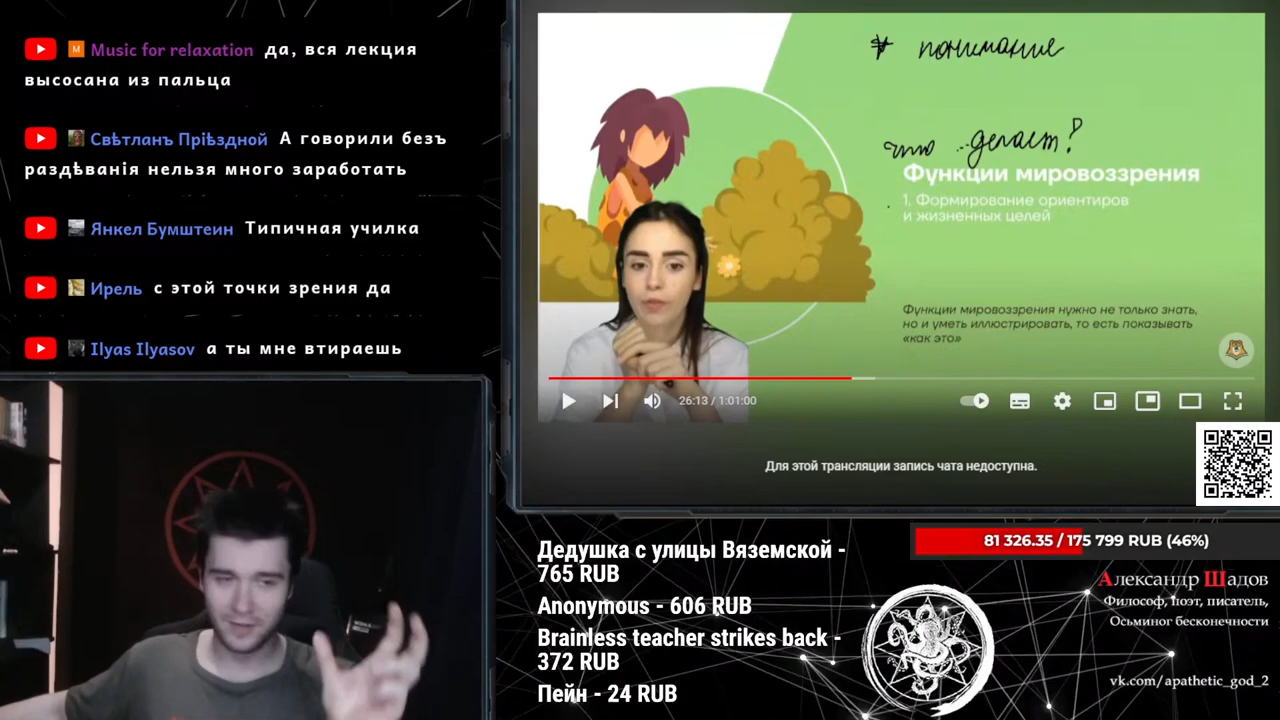 Music for relaxation да, вся лекция
высосана из пальца
Свѣтланъ Пріѣздной А говорили безъ
раздѣванія нельзя много заработать
Янкел Бумштеин Типичная училка
Ирель с этой точки зрения да
Ilyas Ilyasov а ты мне втираешь
* понимание
что делает?
Функции мировоззрения
1. Формирование ориентиров
и жизненных целей
Функции мировоззрения нужно не только знать,
но и уметь иллюстрировать, то есть показывать
«как это»
26:13 / 1:01:00
Для этой трансляции запись чата недоступна.
81 326.35 / 175 799 RUB (46%)
Дедушка с улицы Вяземской -
765 RUB
Anonymous - 606 RUB
Brainless teacher strikes back -
372 RUB
Пейн - 24 RUB
Александр Шадов
Философ, поэт, писатель,
Осьминог бесконечности
vk.com/apathetic_god_2